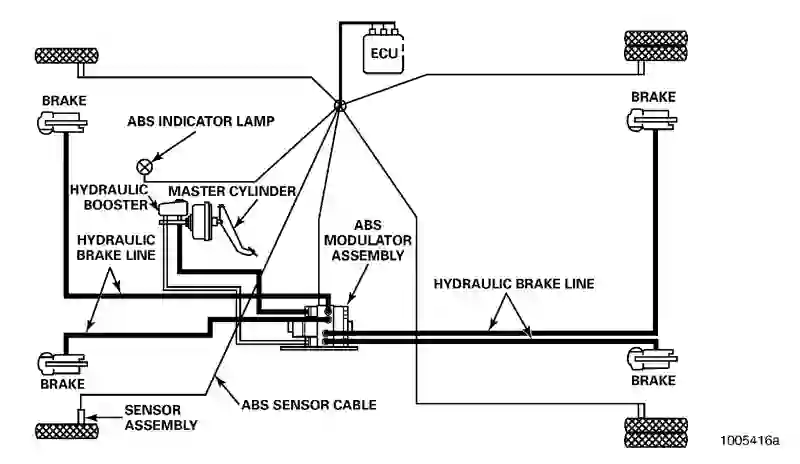 ECU
BRAKE
BRAKE
ABS INDICATOR LAMP
HYDRAULIC
BOOSTER
MASTER CYLINDER
ABS
MODULATOR
ASSEMBLY
HYDRAULIC
BRAKE LINE
HYDRAULIC BRAKE LINE
BRAKE
BRAKE
SENSOR
ASSEMBLY
ABS SENSOR CABLE
1005416a